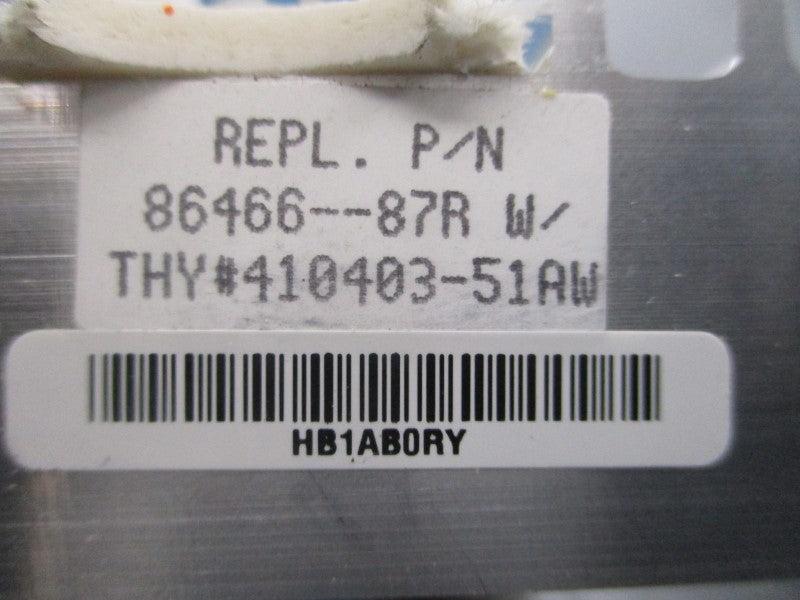 REPL. P/N
86466--87R W/
THY#410403-51AW
HB1AB0RY